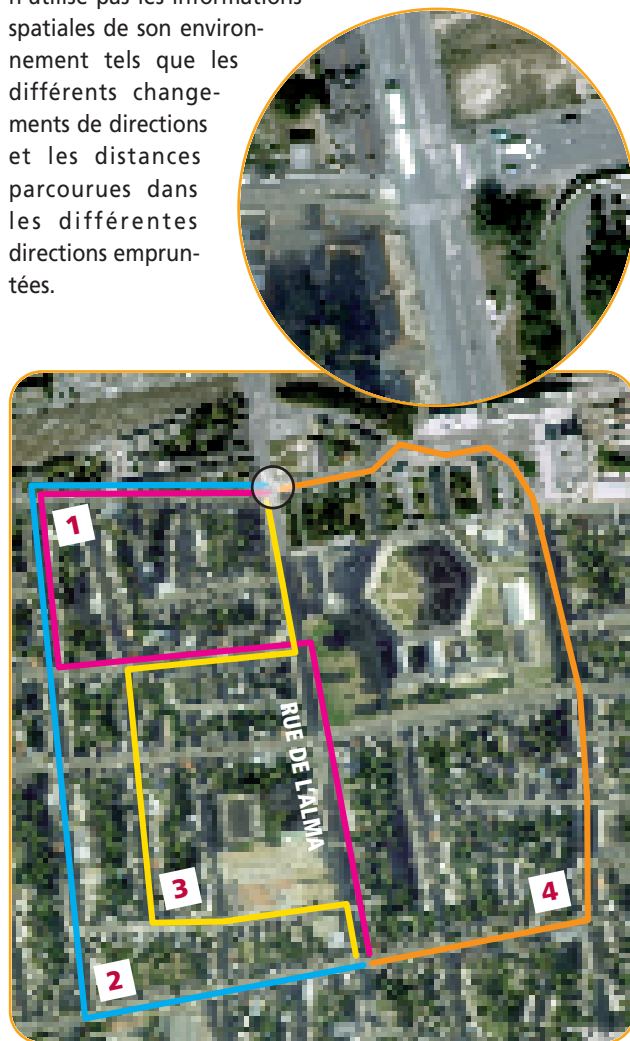 n'utilise pas les informations
spatiales de son environ-
nement tels que les
différents change-
ments de directions
et les distances
parcourues dans
les différentes
directions emprun-
tées.
1
RUE DE L'ALMA
3
4
2